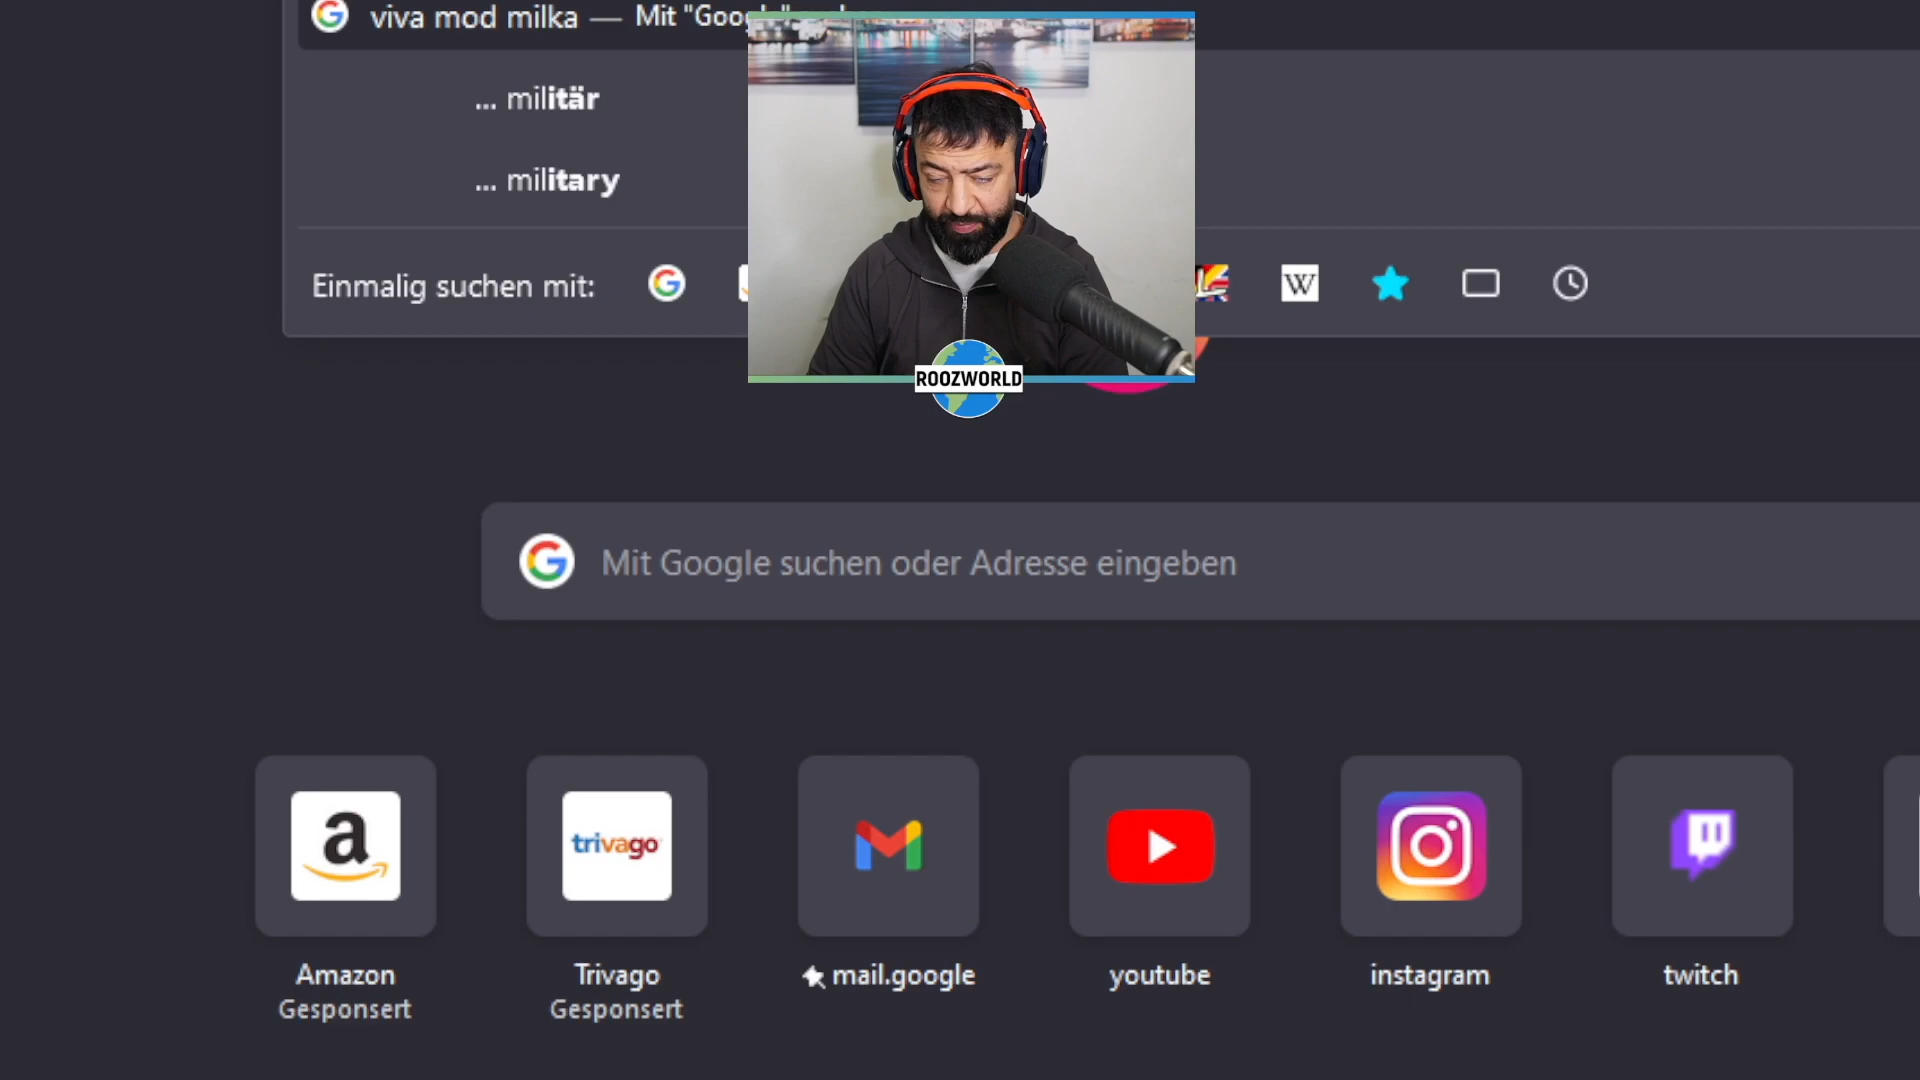 viva mod milka — Mit "Goo
... militär
... military
Einmalig suchen mit:
W
ROOZWORLD
Mit Google suchen oder Adresse eingeben
a
trivago
Amazon
Gesponsert
Trivago
Gesponsert
mail.google
youtube
instagram
twitch